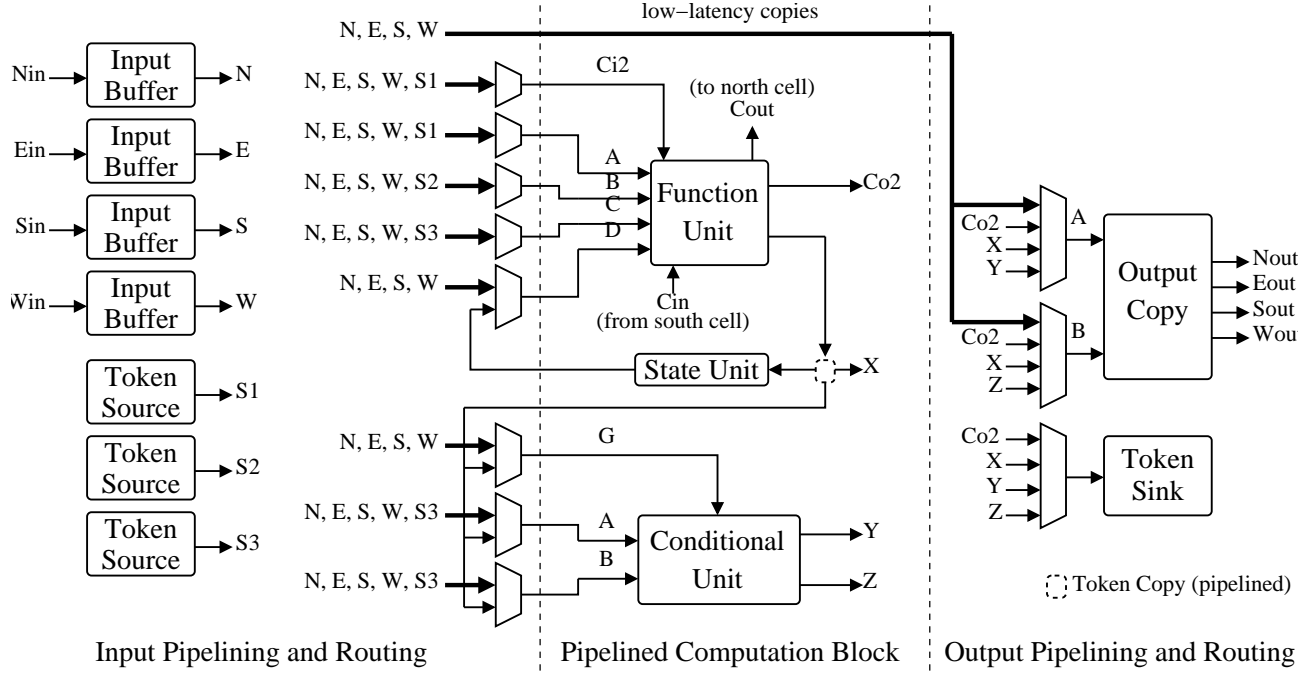 low−latency copies
N, E, S, W
Nin
Input
Buffer
N
N, E, S, W, S1
Ci2
(to north cell)
Cout
Ein
Input
Buffer
E
N, E, S, W, S1
A
N, E, S, W, S2
B
Function
Unit
Co2
Sin
Input
Buffer
S
N, E, S, W, S3
C
D
Win
Input
Buffer
W
N, E, S, W
Cin
(from south cell)
Co2
X
Y
A
Output
Copy
Nout
Eout
Sout
Wou
Co2
X
Z
B
State Unit
X
Token
Source
S1
Token
Source
S2
Token
Source
S3
N, E, S, W
G
N, E, S, W, S3
A
N, E, S, W, S3
B
Conditional
Unit
Y
Z
Co2
X
Y
Z
Token
Sink
Token Copy (pipelined)
Input Pipelining and Routing
Pipelined Computation Block
Output Pipelining and Routing